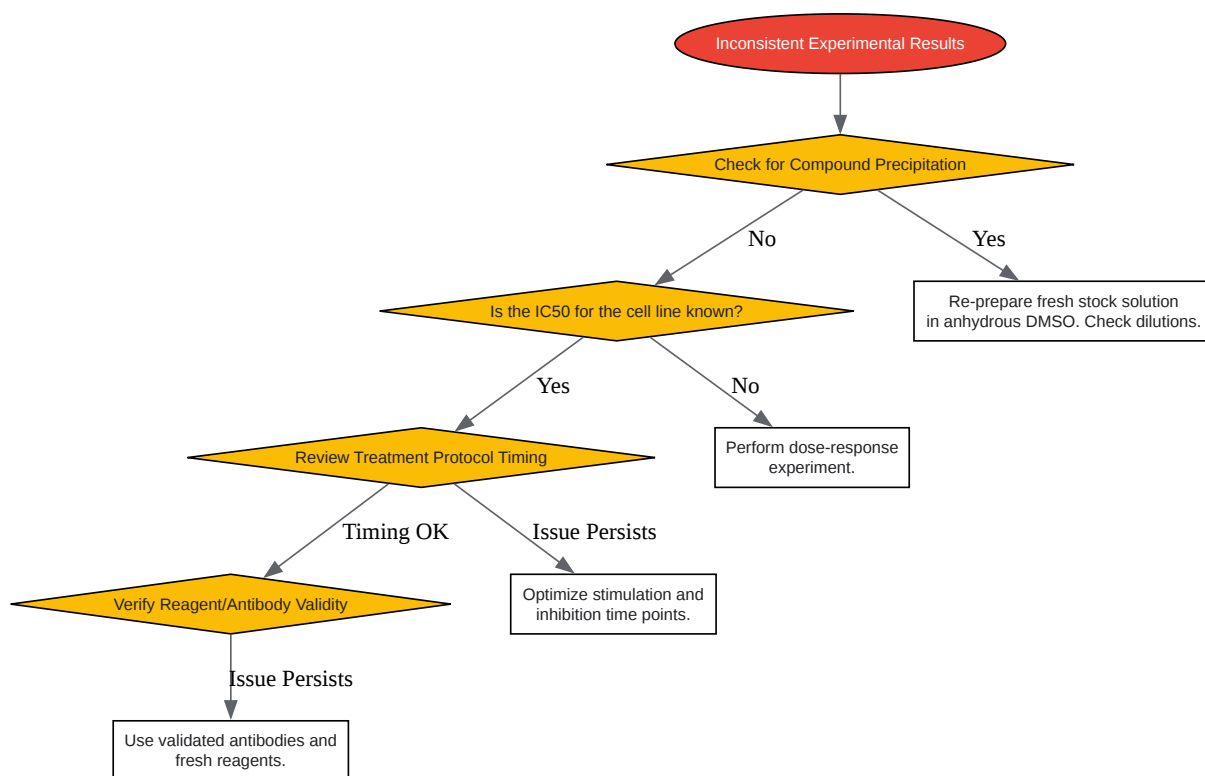 Inconsistent Experimental Results
Check for Compound Precipitation
No
Yes
Is the IC50 for the cell line known?
Re-prepare fresh stock solution
in anhydrous DMSO. Check dilutions.
Yes
No
Review Treatment Protocol Timing
Perform dose-response
experiment.
Timing OK
Issue Persists
Verify Reagent/Antibody Validity
Optimize stimulation and
inhibition time points.
Issue Persists
Use validated antibodies and
fresh reagents.